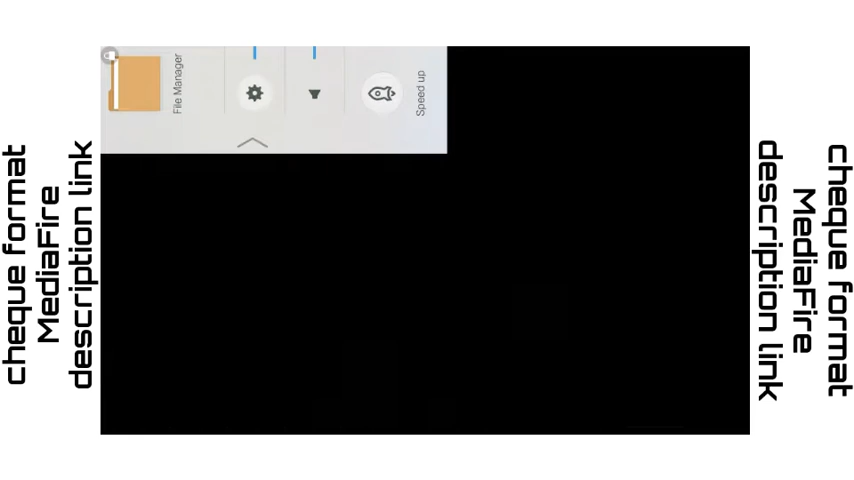 cheque format
MediaFire
description link
File Manager
Speed up
cheque format
MediaFire
description link